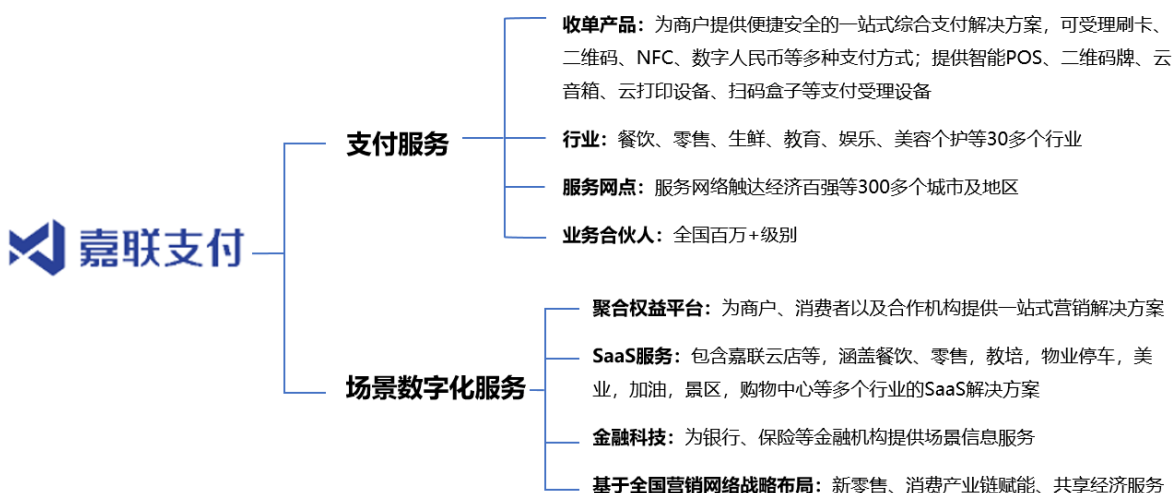 收单产品：为商户提供便捷安全的一站式综合支付解决方案，可受理刷卡、
二维码、NFC、数字人民币等多种支付方式；提供智能POS、二维码牌、云
音箱、云打印设备、扫码盒子等支付受理设备
支付服务
行业：餐饮、零售、生鲜、教育、娱乐、美容个护等30多个行业
服务网点：服务网络触达经济百强等300多个城市及地区
业务合伙人：全国百万+级别
嘉联支付
聚合权益平台：为商户、消费者以及合作机构提供一站式营销解决方案
SaaS服务：包含嘉联云店等，涵盖餐饮、零售，教培，物业停车，美
业，加油，景区，购物中心等多个行业的SaaS解决方案
场景数字化服务
金融科技：为银行、保险等金融机构提供场景信息服务
基于全国营销网络战略布局：新零售、消费产业链赋能、共享经济服务